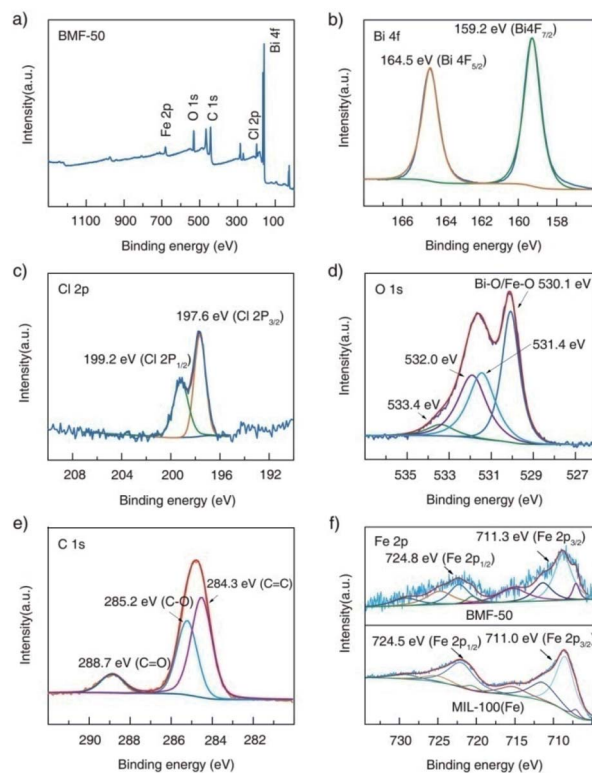 a)
BMF-50
Fe 2p
O 1s
C 1s
Cl 2p
Bi 4f
Intensity(a.u.)
1100 900 700 500 300 100
Binding energy (eV)
b)
Bi 4f
159.2 eV (Bi4F7/2)
164.5 eV (Bi 4F5/2)
Intensity(a.u.)
166 164 162 160 158
Binding energy (eV)
c)
Cl 2p
197.6 eV (Cl 2P3/2)
199.2 eV (Cl 2P1/2)
Intensity(a.u.)
208 204 200 196 192
Binding energy (eV)
d)
O 1s
Bi-O/Fe-O 530.1 eV
532.0 eV
531.4 eV
533.4 eV
Intensity(a.u.)
535 533 531 529 527
Binding energy (eV)
e)
C 1s
284.3 eV (C=C)
285.2 eV (C-O)
288.7 eV (C=O)
Intensity(a.u.)
290 288 286 284 282
Binding energy (eV)
f)
Fe 2p
711.3 eV (Fe 2p3/2)
724.8 eV (Fe 2p1/2)
BMF-50
724.5 eV (Fe 2p1/2)
711.0 eV (Fe 2p3/2)
MIL-100(Fe)
Intensity(a.u.)
730 725 720 715 710
Binding energy (eV)